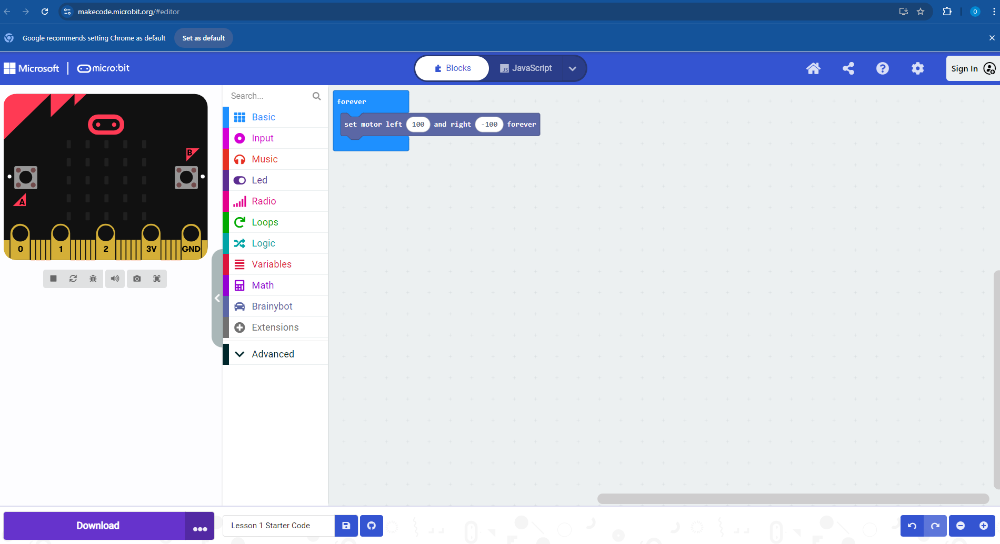 makecode.microbit.org/#editor
O
Google recommends setting Chrome as default
Set as default
Microsoft
micro:bit
Blocks
JS
JavaScript
Sign In
B
A
0 1 2 3V GND
Search...
Basic
Input
Music
Led
Radio
Loops
Logic
Variables
Math
Brainybot
Extensions
Advanced
forever
set motor left 100 and right -100 forever
Download
Lesson 1 Starter Code